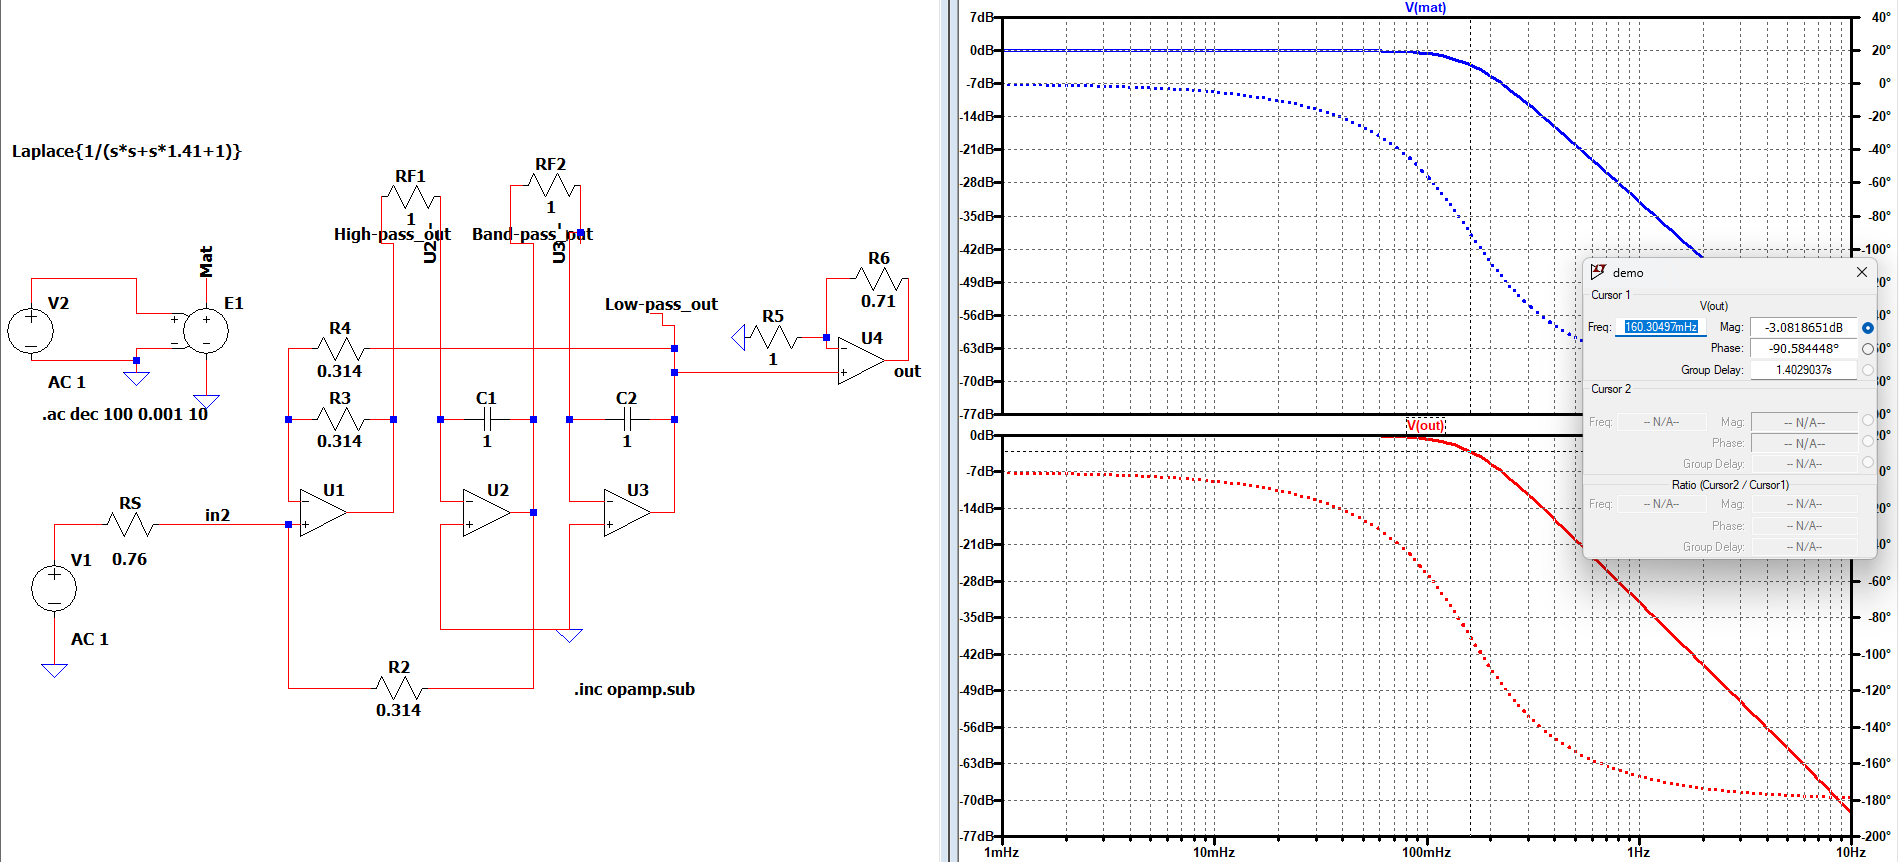 Laplace{1/(s*s+s*1.41+1)}
V2
AC 1
Mat
E1
.ac dec 100 0.001 10
RF1
1
RF2
1
High-pass_out
U2_-
Band-pass_out
U3_-
Low-pass_out
R4
0.314
R3
0.314
C1
1
C2
1
R5
1
R6
0.71
U4
out
RS
0.76
in2
U1
U2
U3
V1
AC 1
R2
0.314
.inc opamp.sub
V(mat)
7dB
0dB
-7dB
-14dB
-21dB
-28dB
-35dB
-42dB
-49dB
-56dB
-63dB
-70dB
-77dB
40°
20°
0°
-20°
-40°
-60°
-80°
-100°
V(out)
0dB
-7dB
-14dB
-21dB
-28dB
-35dB
-42dB
-49dB
-56dB
-63dB
-70dB
-77dB
-60°
-80°
-100°
-120°
-140°
-160°
-180°
-200°
1mHz
10mHz
100mHz
1Hz
10Hz
demo
Cursor 1
V(out)
Freq: 160.30497mHz Mag: -3.0818651dB
Phase: -90.584448°
Group Delay: 1.4029037s
Cursor 2
Freq: -- N/A-- Mag: -- N/A--
Phase: -- N/A--
Group Delay: -- N/A--
Ratio (Cursor2 / Cursor1)
Freq: -- N/A-- Mag: -- N/A--
Phase: -- N/A--
Group Delay: -- N/A--